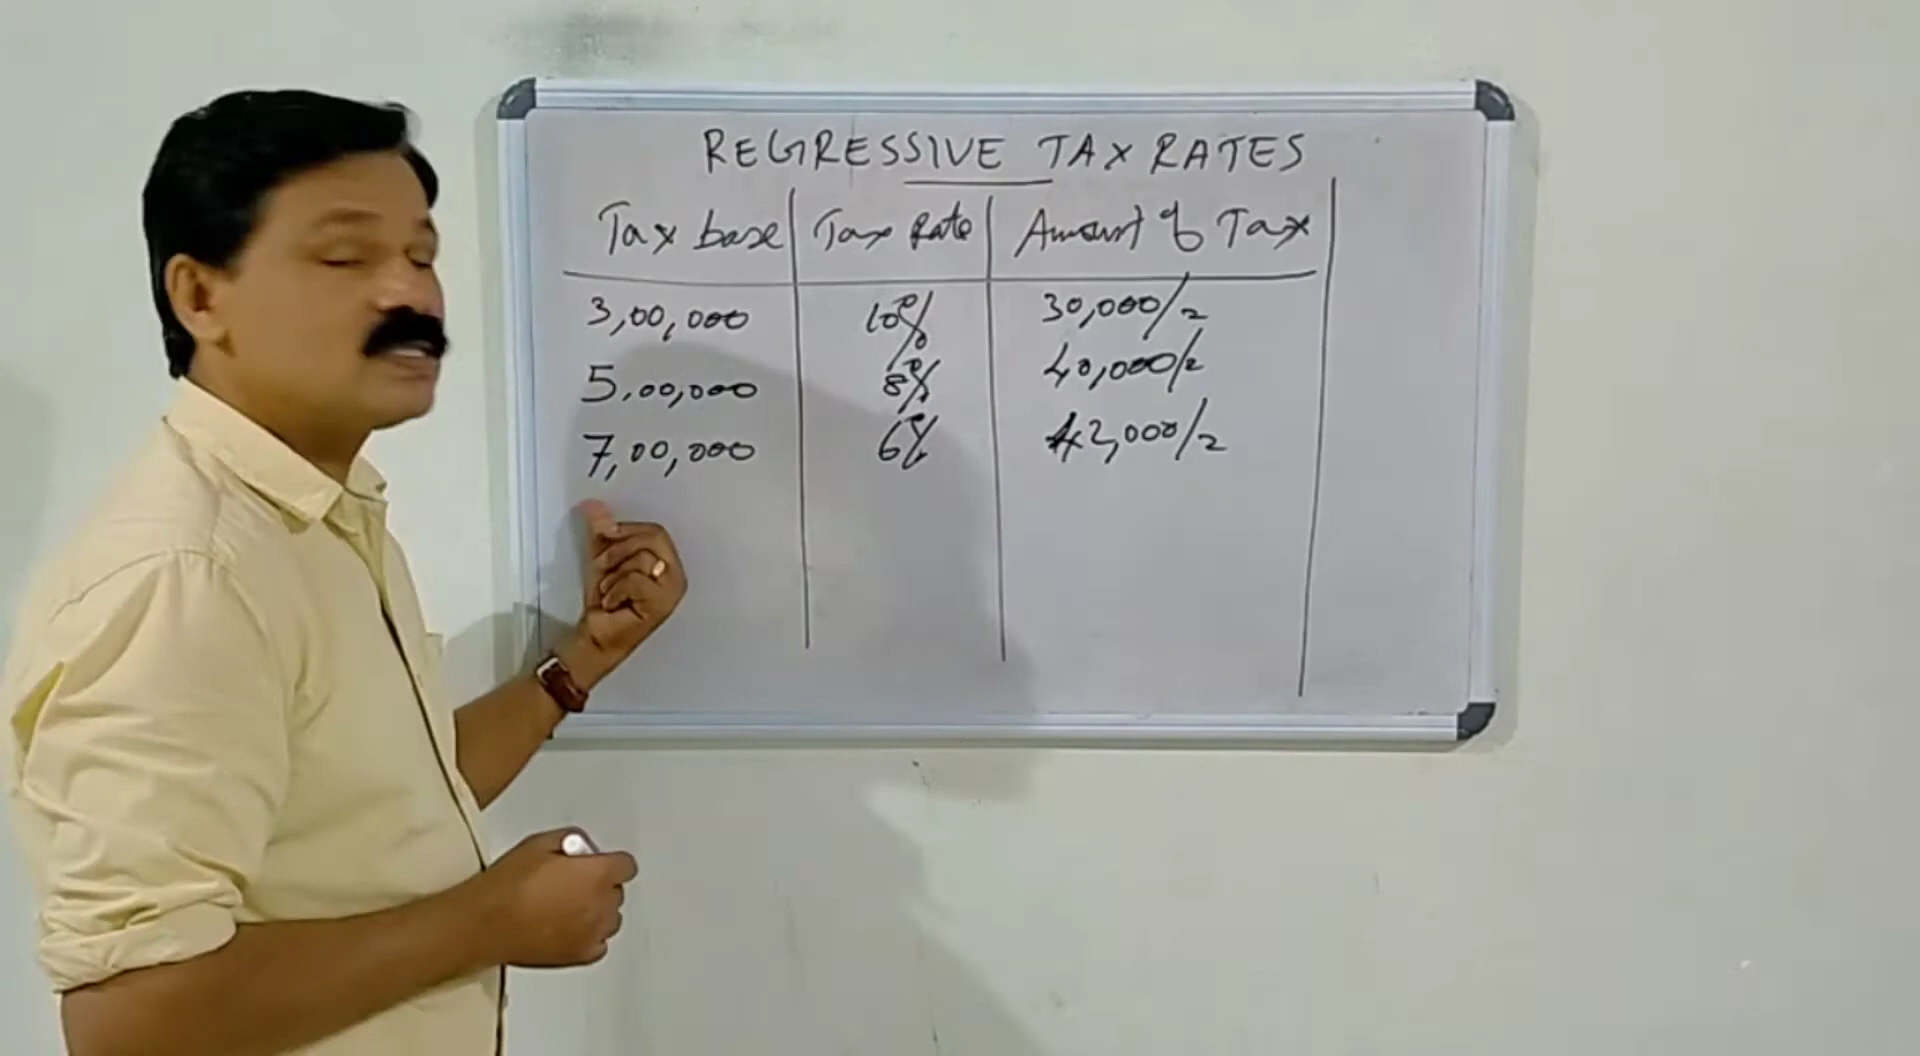 REGRESSIVE TAX RATES
Tax base Tax Rate Amount of Tax
3,00,000 10% 30,000/-
5,00,000 8% 40,000/-
7,00,000 6% 42,000/-